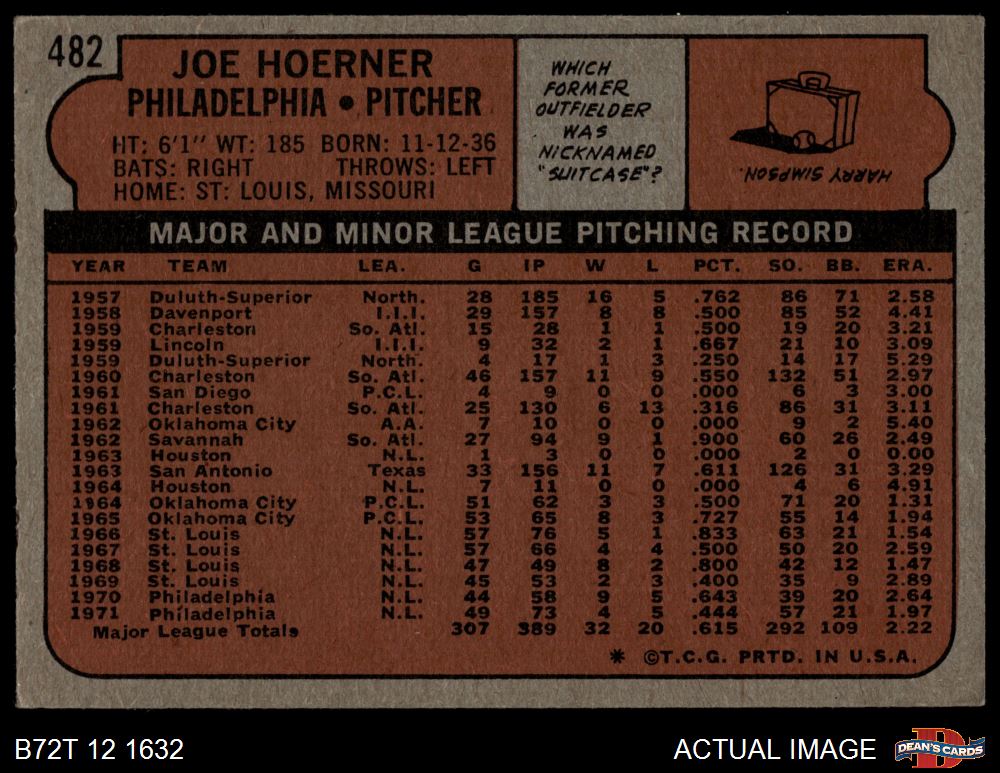 482
JOE HOERNER
PHILADELPHIA • PITCHER
HT: 6'1" WT: 185 BORN: 11-12-36
BATS: RIGHT THROWS: LEFT
HOME: ST. LOUIS, MISSOURI
WHICH
FORMER
OUTFIELDER
WAS
NICKNAMED
"SUITCASE"?
HARRY SIMPSON.
MAJOR AND MINOR LEAGUE PITCHING RECORD
YEAR TEAM LEA. G IP W L PCT. SO. BB. ERA.
1957 Duluth-Superior North. 28 185 16 5 .762 86 71 2.58
1958 Davenport I.I.I. 29 157 8 8 .500 85 52 4.41
1959 Charleston So. Atl. 15 28 1 1 .500 19 20 3.21
1959 Lincoln I.I.I. 9 32 2 1 .667 21 10 3.09
1959 Duluth-Superior North. 4 17 1 3 .250 14 17 5.29
1960 Charleston So. Atl. 46 157 11 9 .550 132 51 2.97
1961 San Diego P.C.L. 4 9 0 0 .000 6 3 3.00
1961 Charleston So. Atl. 25 130 6 13 .316 86 31 3.11
1962 Oklahoma City A.A. 7 10 0 0 .000 9 2 5.40
1962 Savannah So. Atl. 27 94 9 1 .900 60 26 2.49
1963 Houston N.L. 1 3 0 0 .000 2 0 0.00
1963 San Antonio Texas 33 156 11 7 .611 126 31 3.29
1964 Houston N.L. 7 11 0 0 .000 4 6 4.91
1964 Oklahoma City P.C.L. 51 62 3 3 .500 71 20 1.31
1965 Oklahoma City P.C.L. 53 65 8 3 .727 55 14 1.94
1966 St. Louis N.L. 57 76 5 1 .833 63 21 1.54
1967 St. Louis N.L. 57 66 4 4 .500 50 20 2.59
1968 St. Louis N.L. 47 49 8 2 .800 42 12 1.47
1969 St. Louis N.L. 45 53 2 3 .400 35 9 2.89
1970 Philadelphia N.L. 44 58 9 5 .643 39 20 2.64
1971 Philadelphia N.L. 49 73 4 5 .444 57 21 1.97
Major League Totals 307 389 32 20 .615 292 109 2.22
* ©T.C.G. PRTD. IN U.S.A.
B72T 12 1632
ACTUAL IMAGE
D
DEAN'S CARDS